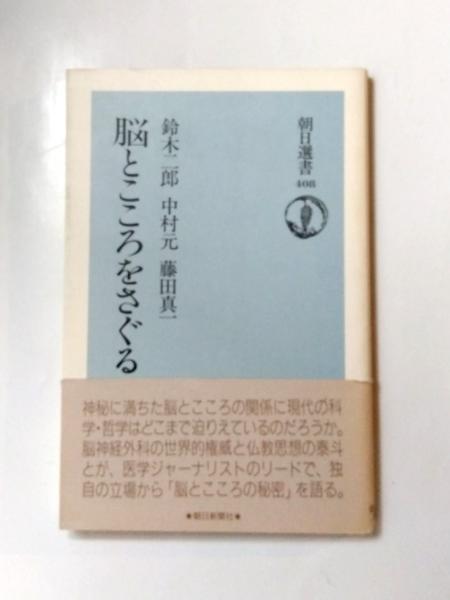 朝日選書
408
鈴木二郎 中村元 藤田真一
脳とこころをさぐる
神秘に満ちた脳とこころの関係に現代の科
学・哲学はどこまで迫りえているのだろうか。
脳神経外科の世界的権威と仏教思想の泰斗
とが、医学ジャーナリストのリードで、独
自の立場から「脳とこころの秘密」を語る。
★朝日新聞社★